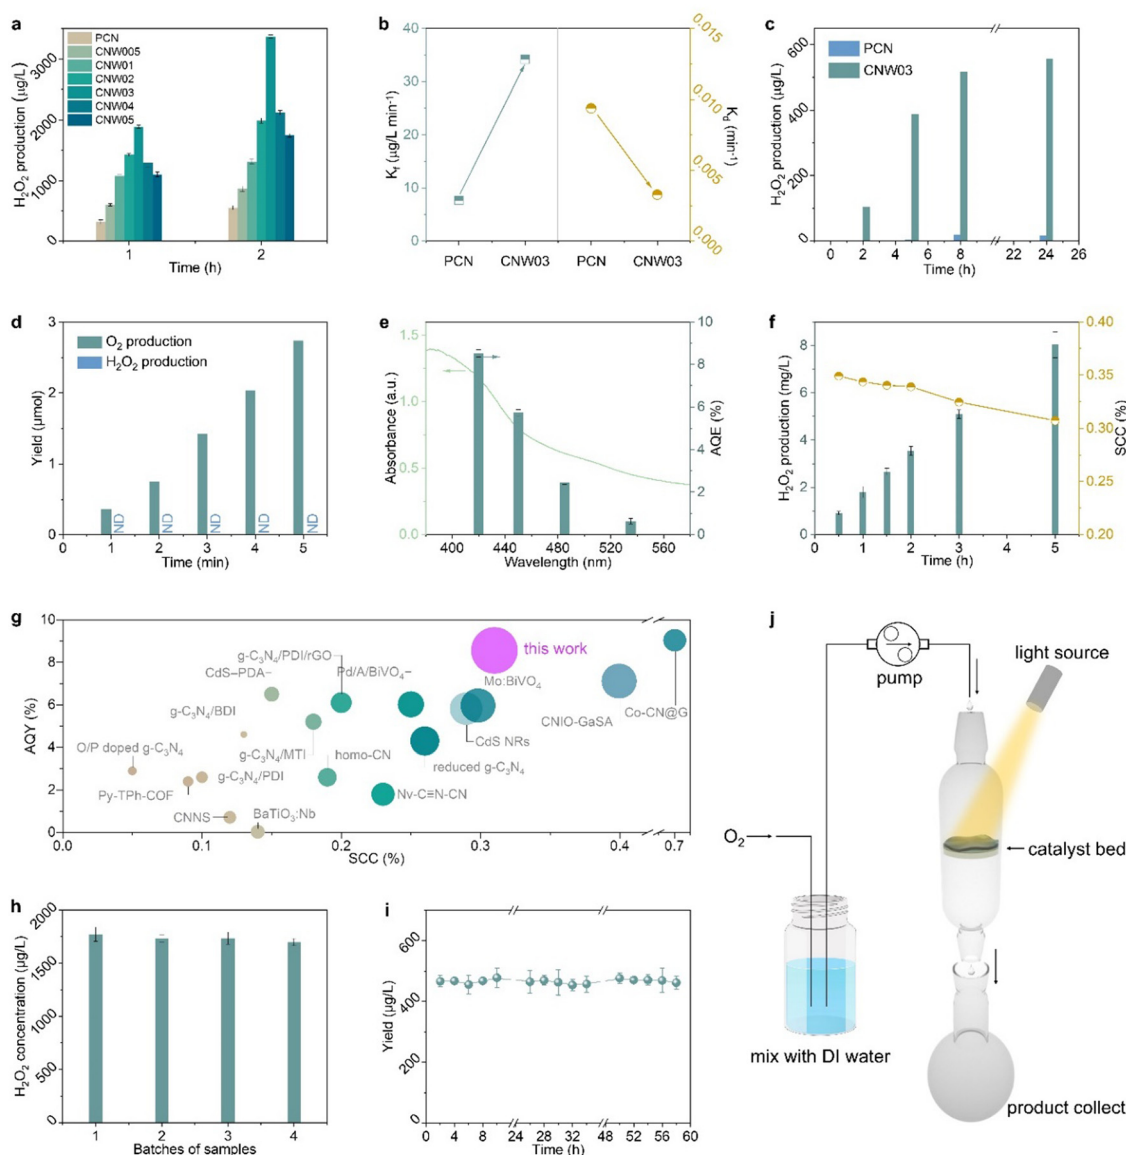 a
H₂O₂ production (μg/L)
3000
2000
1000
0
PCN
CNW005
CNW01
CNW02
CNW03
CNW04
CNW05
1
2
Time (h)
b
Kf (μg/L min⁻¹)
40
30
20
10
0
PCN
CNW03
PCN
CNW03
0.015
0.010
0.005
0.000
Kd (min⁻¹)
c
H₂O₂ production (μg/L)
600
400
200
0
PCN
CNW03
0 2 4 6 8 10 22 24 26
Time (h)
d
Yield (μmol)
3
2
1
0
O₂ production
H₂O₂ production
ND ND ND ND ND
0 1 2 3 4 5
Time (min)
e
Absorbance (a.u.)
1.5
1.0
0.5
0.0
400 440 480 520 560
Wavelength (nm)
10
8
6
4
2
0
AQE (%)
f
H₂O₂ production (mg/L)
8
6
4
2
0
0 1 2 3 4 5
Time (h)
0.40
0.35
0.30
0.25
0.20
SCC (%)
g
AQY (%)
10
8
6
4
2
0
g-C₃N₄/PDI/rGO
CdS–PDA
Pd/A/BiVO₄
this work
Mo:BiVO₄
g-C₃N₄/BDI
CNIO-GaSA
Co-CN@G
O/P doped g-C₃N₄
g-C₃N₄/MTI
homo-CN
CdS NRs
reduced g-C₃N₄
g-C₃N₄/PDI
Py-TPh-COF
Nv-C≡N-CN
CNNS
BaTiO₃:Nb
0.0 0.1 0.2 0.3 0.4 0.7
SCC (%)
h
H₂O₂ concentration (μg/L)
2000
1750
1500
1000
500
0
1 2 3 4
Batches of samples
i
Yield (μg/L)
600
400
200
0
0 4 8 12 24 28 32 36 48 52 56 60
Time (h)
j
pump
light source
O₂
catalyst bed
mix with DI water
product collect